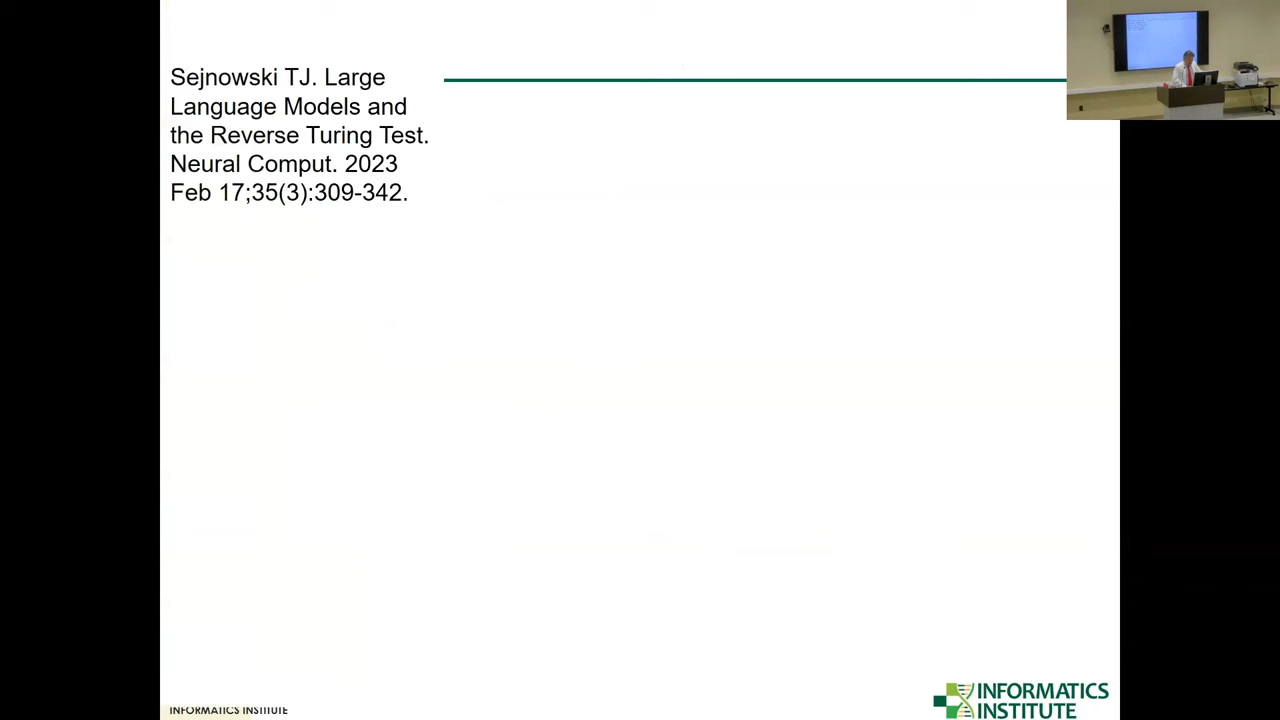 Sejnowski TJ. Large
Language Models and
the Reverse Turing Test.
Neural Comput. 2023
Feb 17;35(3):309-342.
INFORMATICS INSTITUTE
INFORMATICS
INSTITUTE